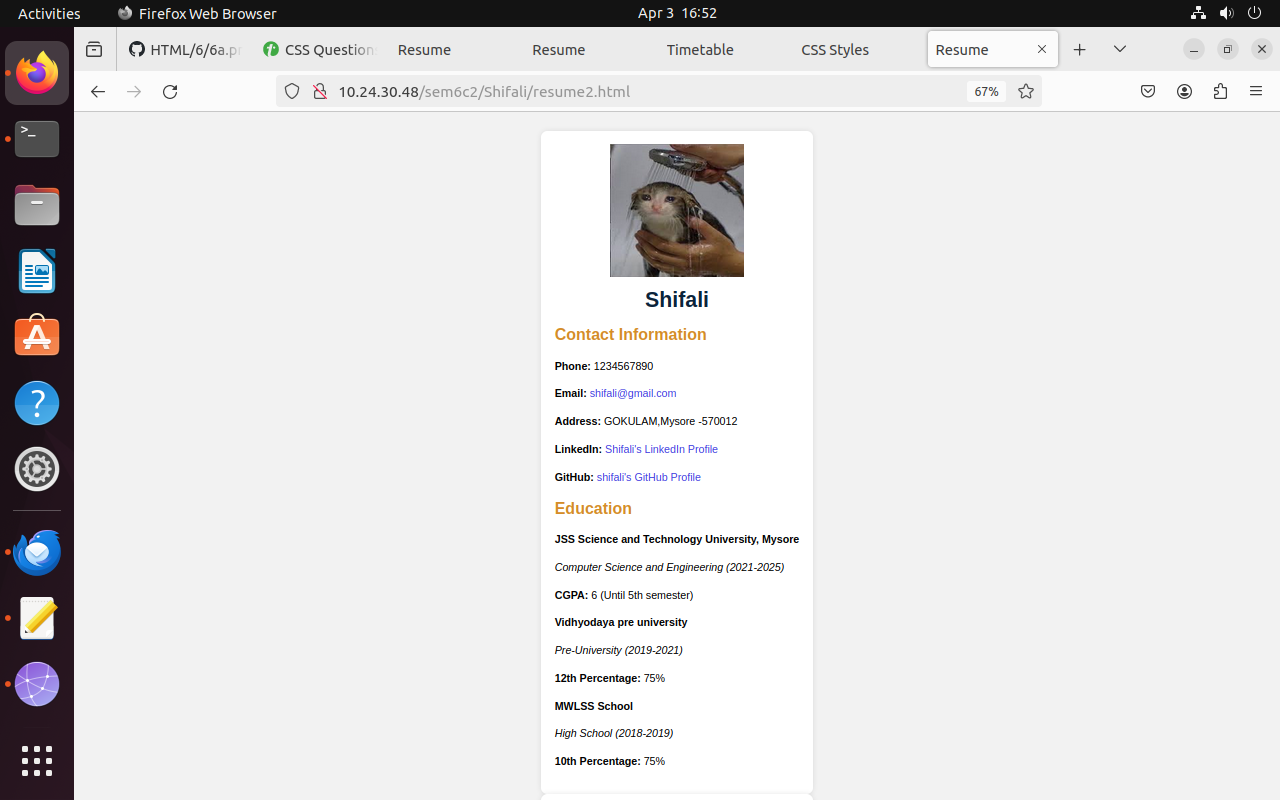 Activities
Firefox Web Browser
Apr 3 16:52
HTML/6/6a.pr
CSS Question
Resume
Resume
Timetable
CSS Styles
Resume
10.24.30.48/sem6c2/Shifali/resume2.html
67%
>_
A
?
Shifali
Contact Information
Phone: 1234567890
Email: shifali@gmail.com
Address: GOKULAM,Mysore -570012
LinkedIn: Shifali's LinkedIn Profile
GitHub: shifali's GitHub Profile
Education
JSS Science and Technology University, Mysore
Computer Science and Engineering (2021-2025)
CGPA: 6 (Until 5th semester)
Vidhyodaya pre university
Pre-University (2019-2021)
12th Percentage: 75%
MWLSS School
High School (2018-2019)
10th Percentage: 75%